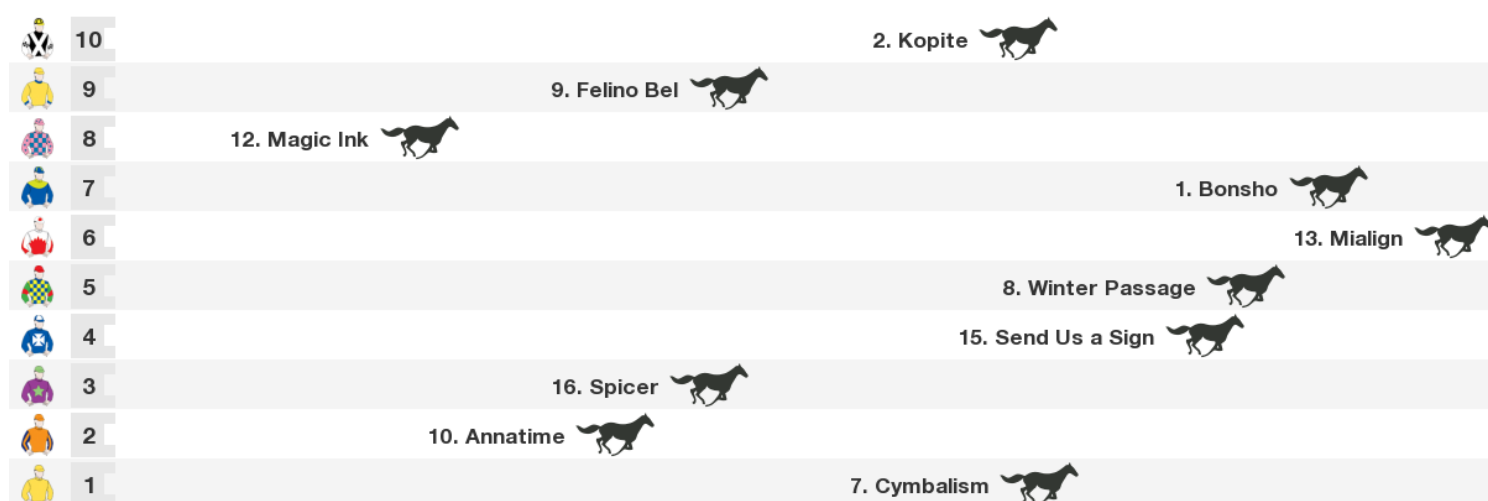 10 2. Kopite
9 9. Felino Bel
8 12. Magic Ink
7 1. Bonsho
6 13. Mialign
5 8. Winter Passage
4 15. Send Us a Sign
3 16. Spicer
2 10. Annatime
1 7. Cymbalism